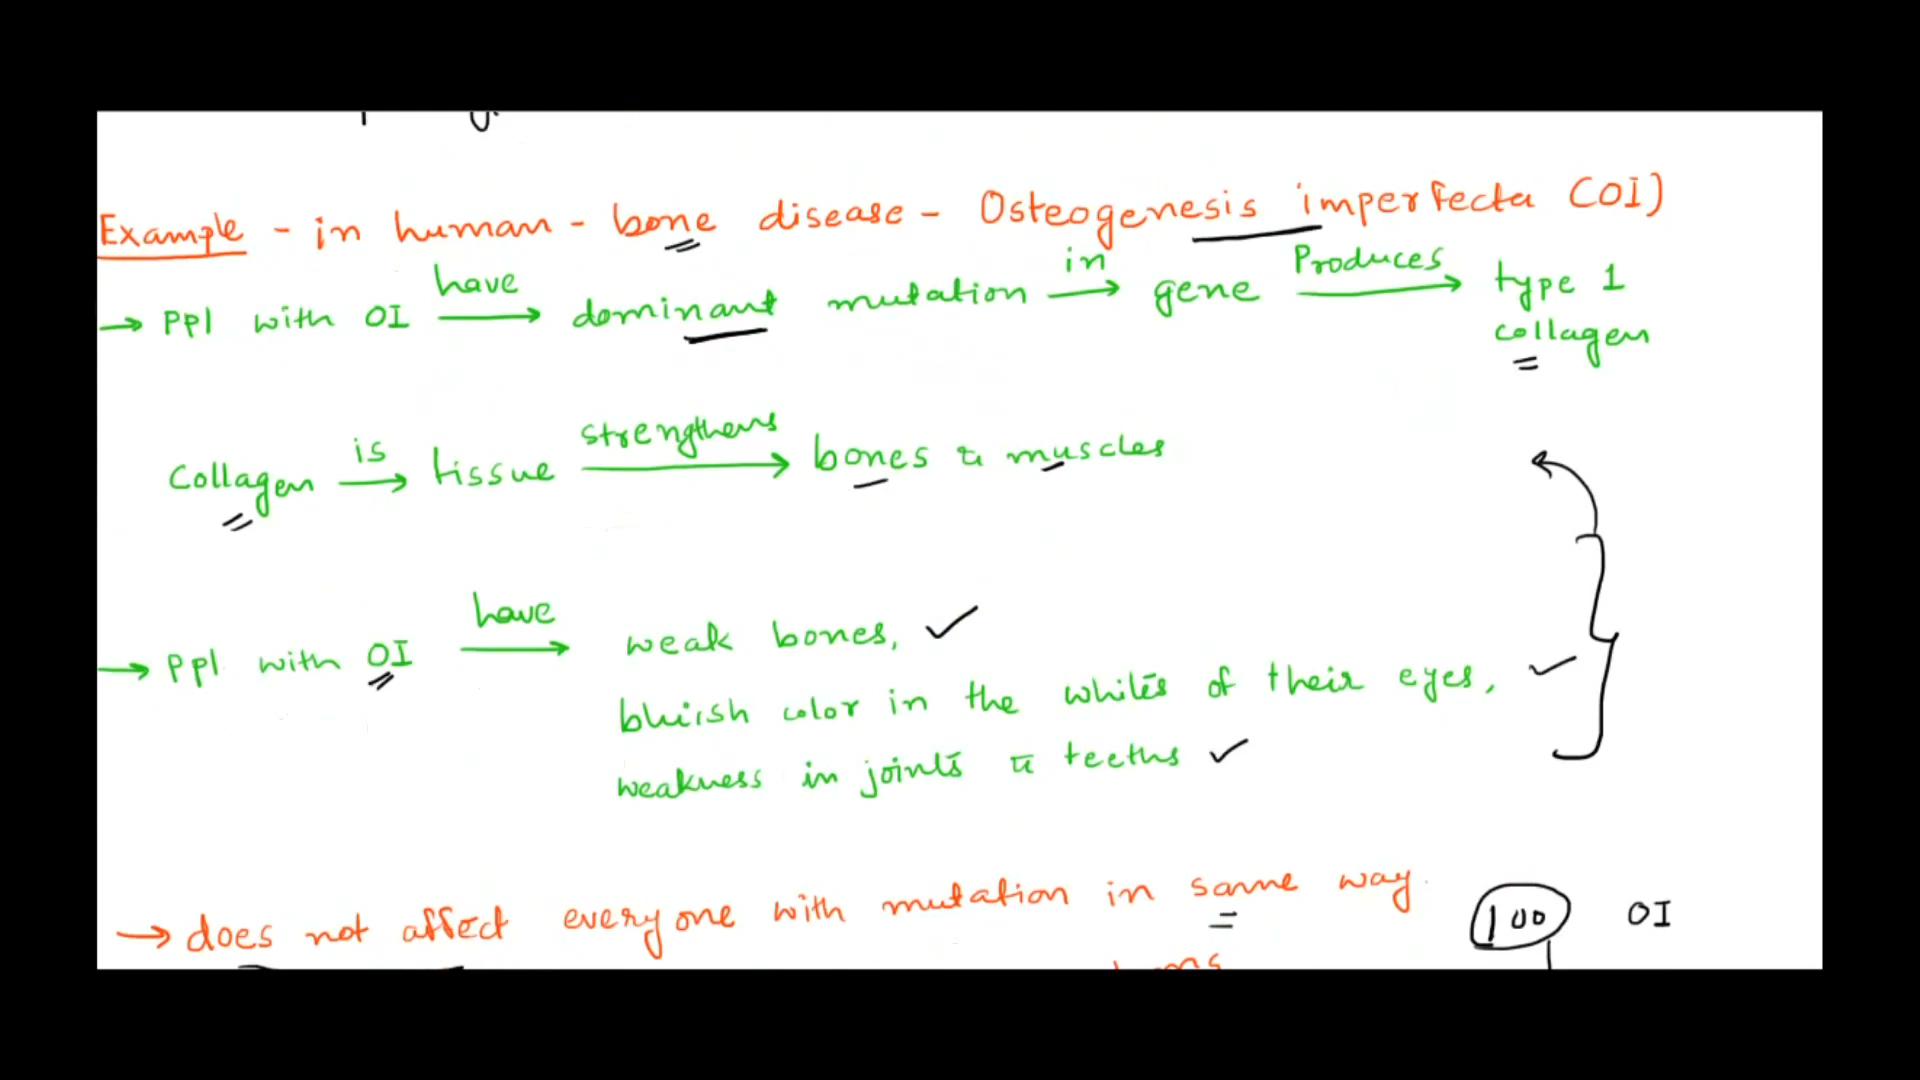 Example - in human - bone disease - Osteogenesis imperfecta (OI)
→ Ppl with OI have → dominant mutation in → gene Produces → type 1 collagen
Collagen is → tissue strengthens → bones & muscles
→ Ppl with OI have → weak bones, ✓
bluish color in the whites of their eyes, ✓
weakness in joints & teeths ✓
→ does not affect everyone with mutation in same way.
100 OI